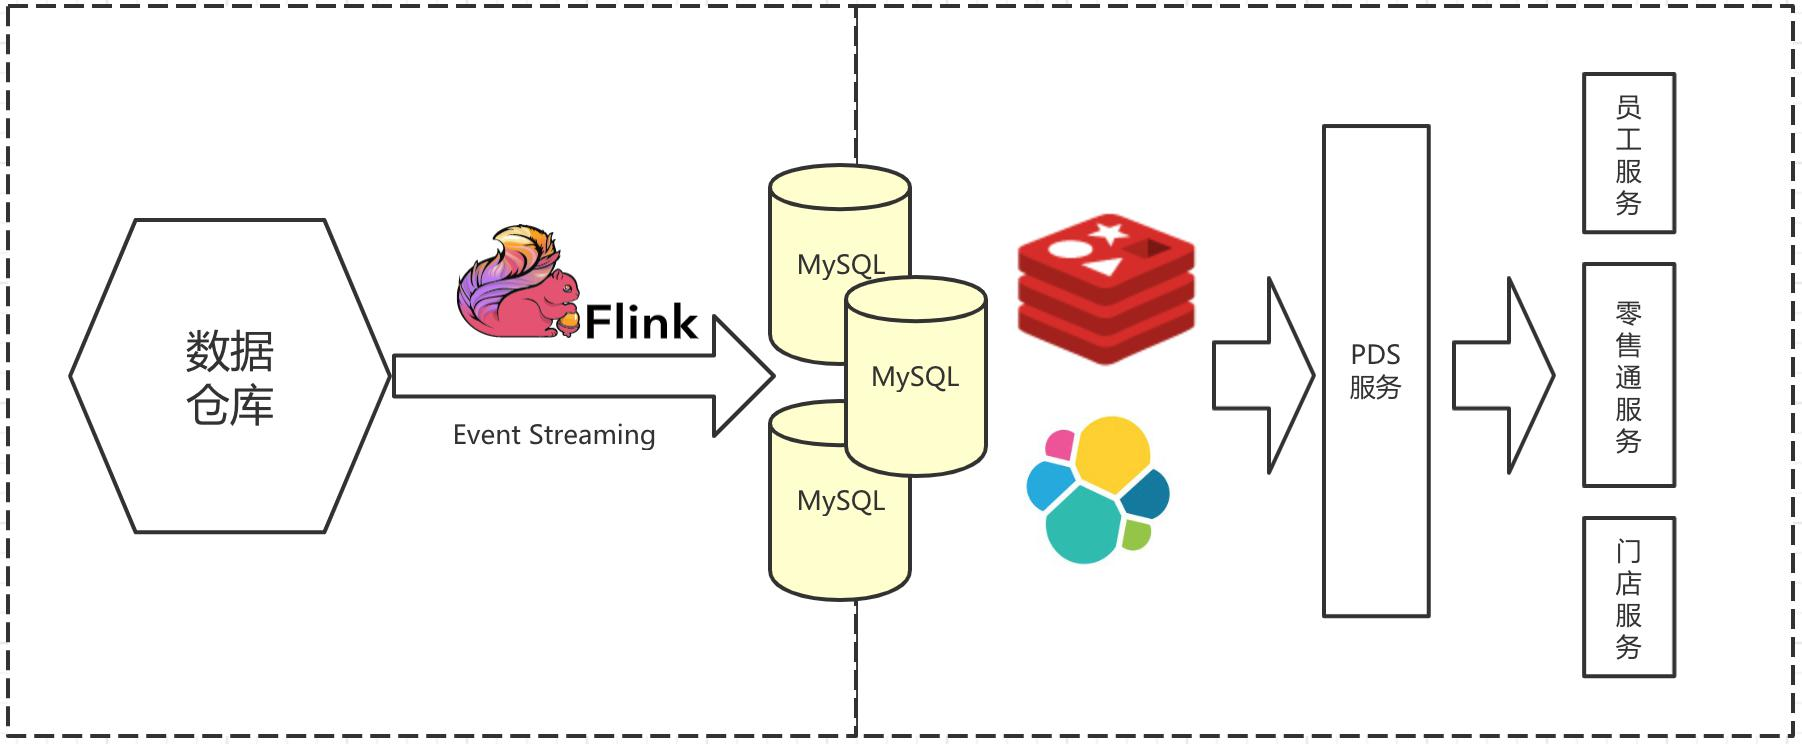 数据
仓库
Flink
Event Streaming
MySQL
MySQL
MySQL
PDS
服务
员工服务
零售通服务
门店服务